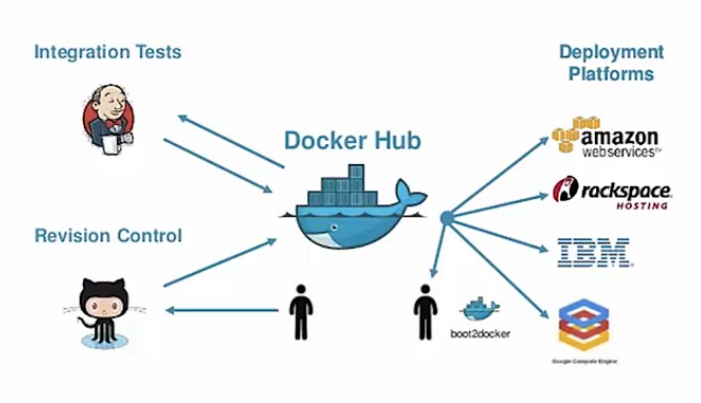 Integration Tests
Deployment
Platforms
Docker Hub
amazon
webservices™
rackspace.
HOSTING
Revision Control
IBM.
boot2docker
Google Compute Engine